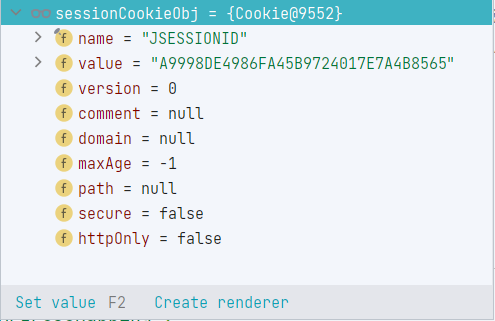 sessionCookieObj = {Cookie@9552}
f name = "JSESSIONID"
f value = "A9998DE4986FA45B9724017E7A4B8565"
f version = 0
f comment = null
f domain = null
f maxAge = -1
f path = null
f secure = false
f httpOnly = false
Set value F2 Create renderer